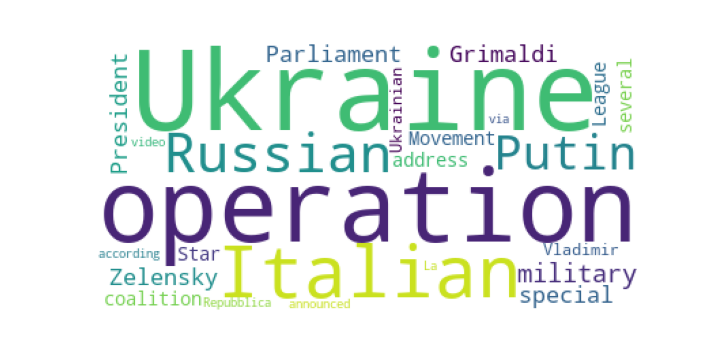 Ukraine
Parliament
Grimaldi
President
Ukrainian
League
several
via
video
Movement
Russian
address
Putin
operation
according
Star
Italian
La
Vladimir
Zelensky
military
coalition
Repubblica
announced
special